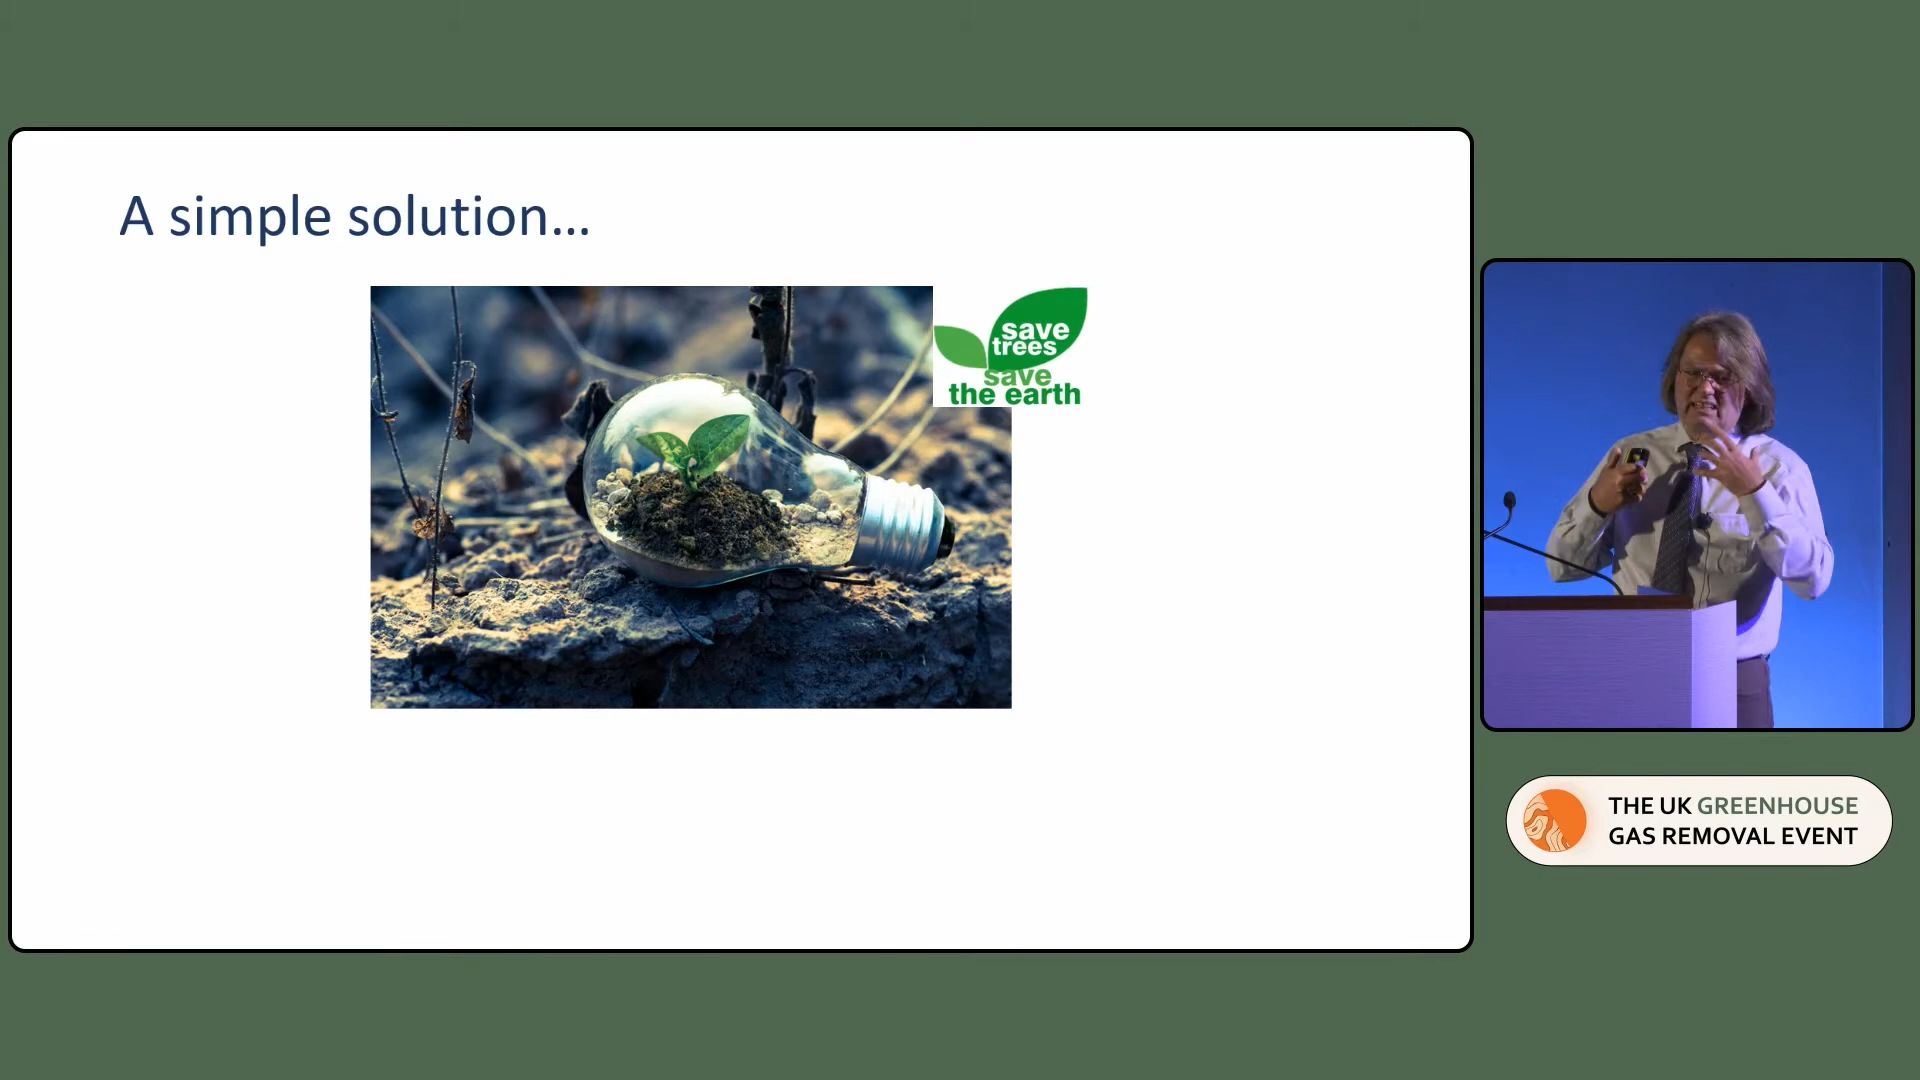 A simple solution...
save
trees
save
the earth
THE UK GREENHOUSE
GAS REMOVAL EVENT